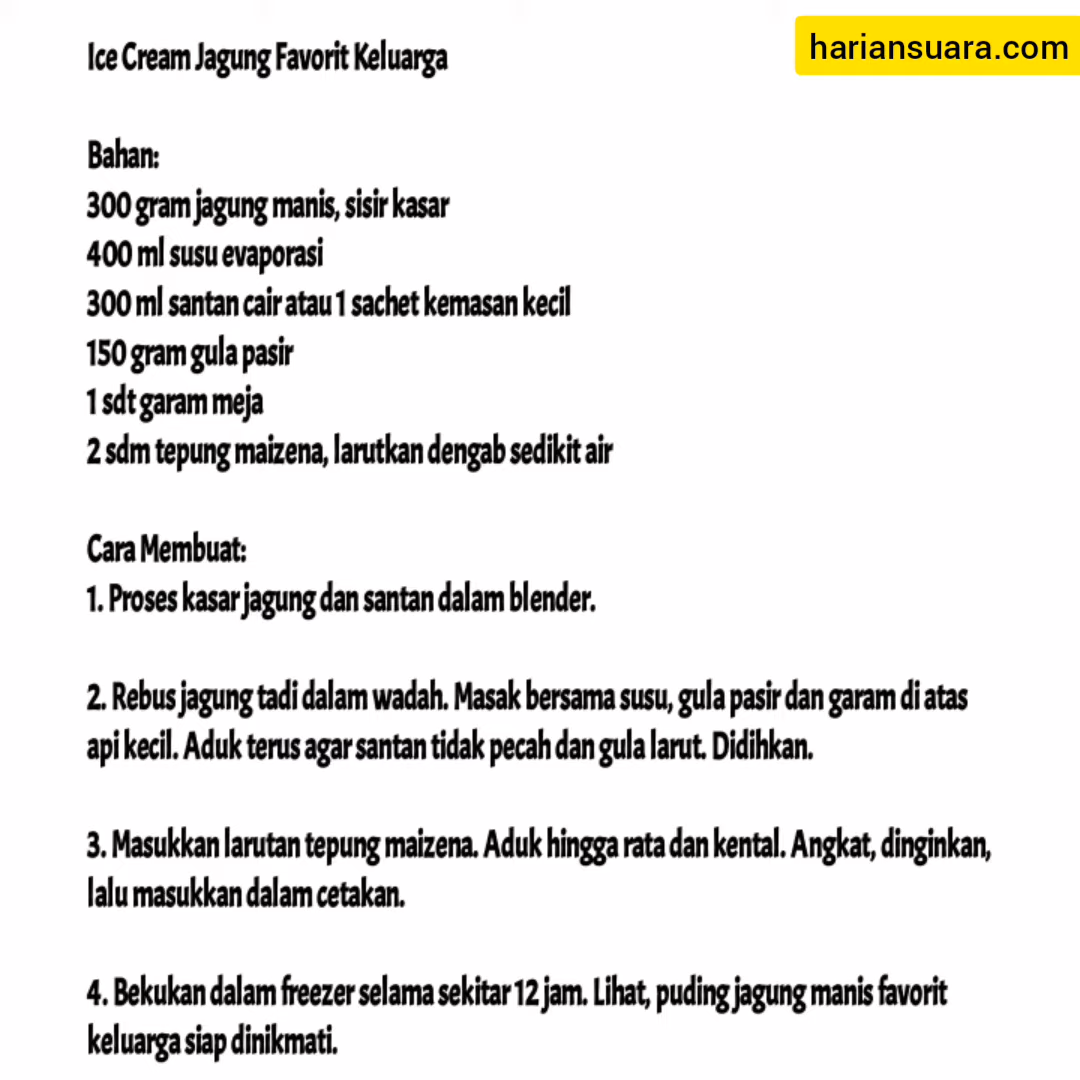 Ice Cream Jagung Favorit Keluarga
hariansuara.com
Bahan:
300 gram jagung manis, sisir kasar
400 ml susu evaporasi
300 ml santan cair atau 1 sachet kemasan kecil
150 gram gula pasir
1 sdt garam meja
2 sdm tepung maizena, larutkan dengab sedikit air
Cara Membuat:
1. Proses kasar jagung dan santan dalam blender.
2. Rebus jagung tadi dalam wadah. Masak bersama susu, gula pasir dan garam di atas
api kecil. Aduk terus agar santan tidak pecah dan gula larut. Didihkan.
3. Masukkan larutan tepung maizena. Aduk hingga rata dan kental. Angkat, dinginkan,
lalu masukkan dalam cetakan.
4. Bekukan dalam freezer selama sekitar 12 jam. Lihat, puding jagung manis favorit
keluarga siap dinikmati.